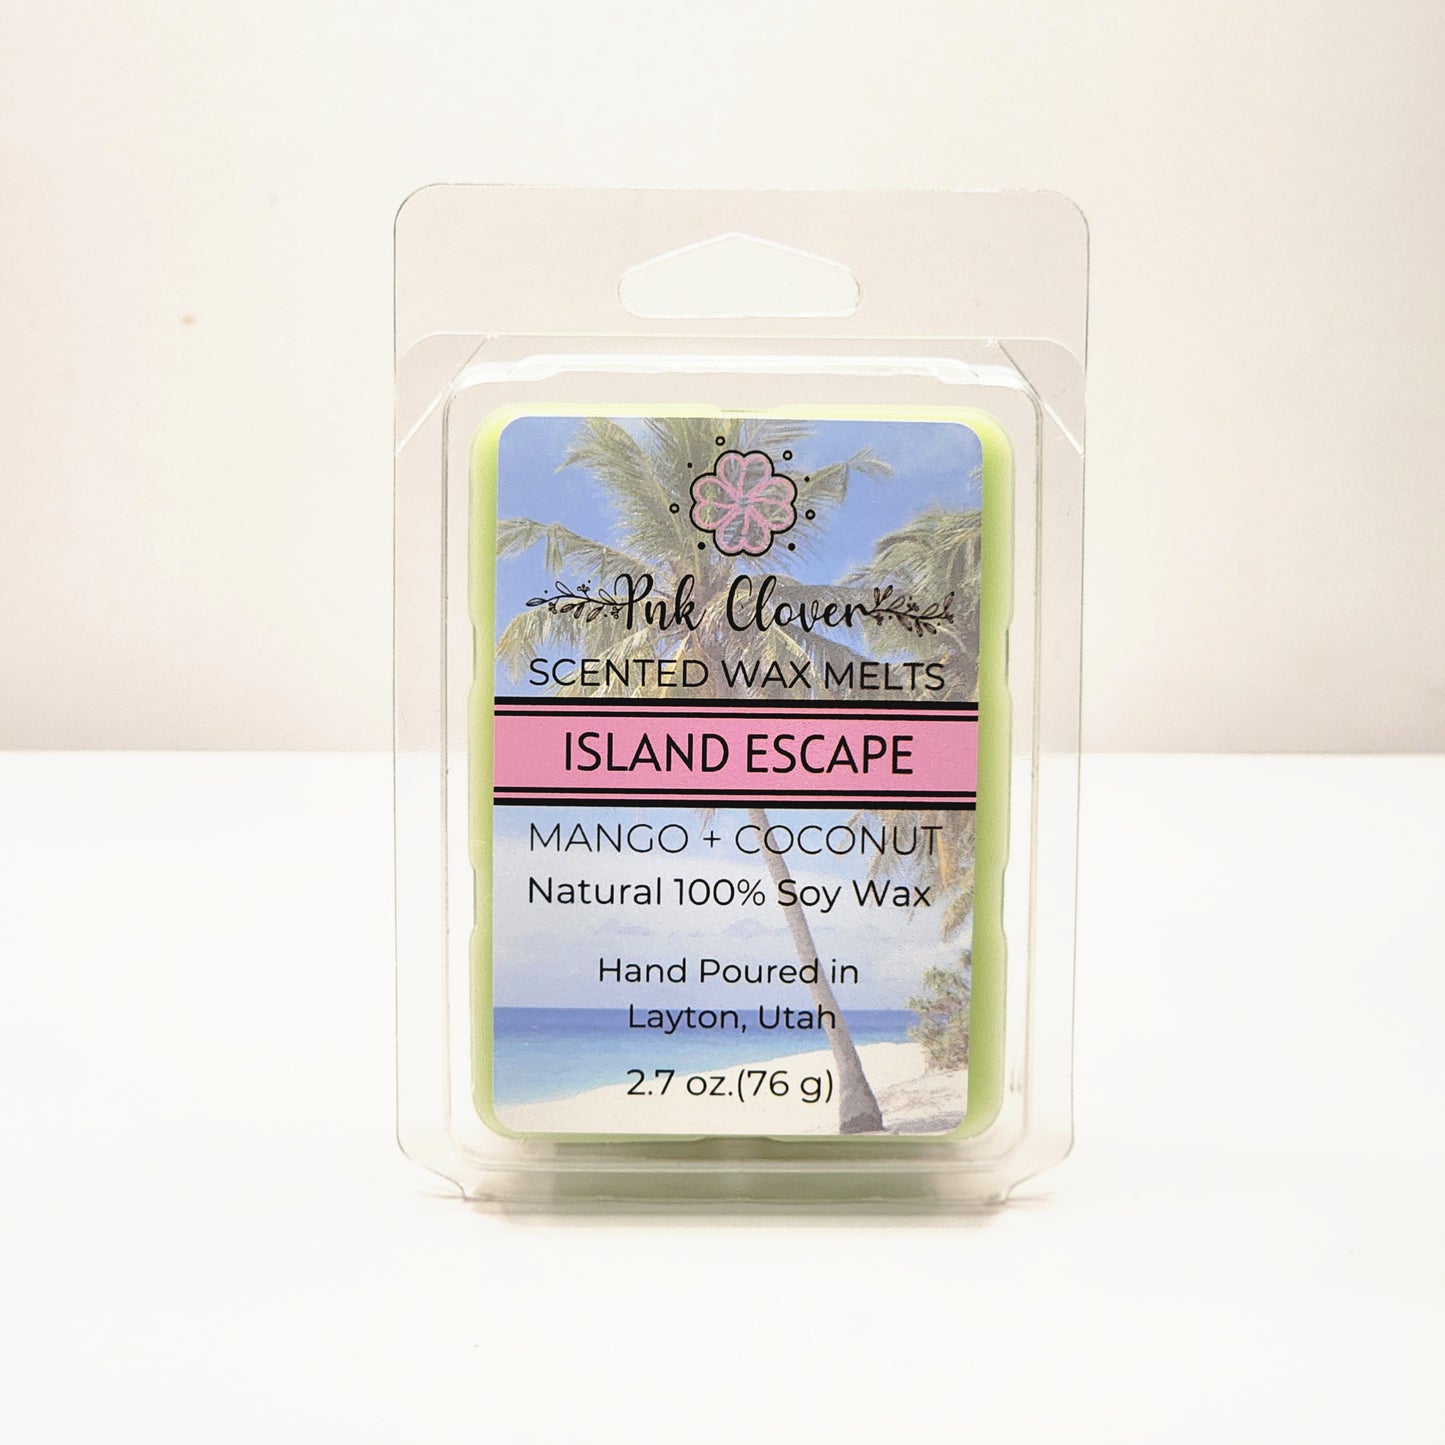 Pnk Clover
SCENTED WAX MELTS
ISLAND ESCAPE
MANGO + COCONUT
Natural 100% Soy Wax
Hand Poured in
Layton, Utah
2.7 oz.(76 g)